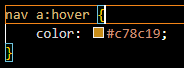 nav a:hover {
color: #c78c19;
}